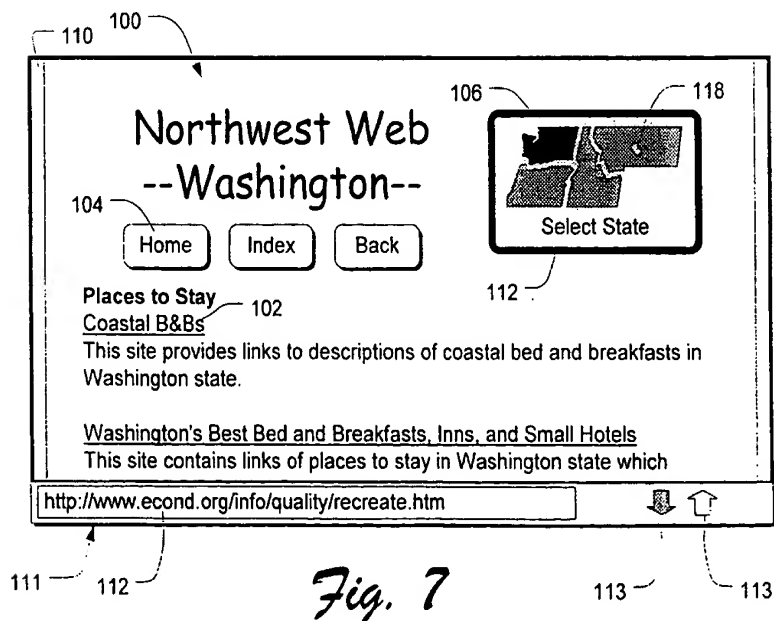 110
100
106
118
Northwest Web
--Washington--
104
Home
Index
Back
Select State
112
Places to Stay
102
Coastal B&Bs
This site provides links to descriptions of coastal bed and breakfasts in
Washington state.
Washington's Best Bed and Breakfasts, Inns, and Small Hotels
This site contains links of places to stay in Washington state which
http://www.econd.org/info/quality/recreate.htm
111
112
Fig. 7
113
113